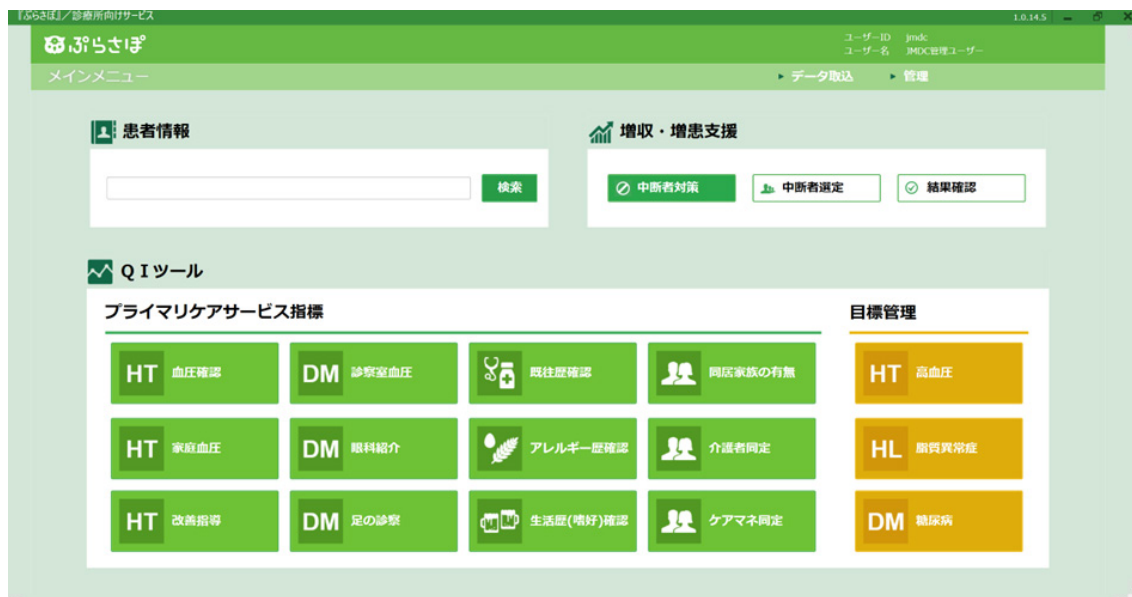 『ぷらさぽ』／診療所向けサービス
1.0.14.5
ぷらさぽ
ユーザーID jmdc
ユーザー名 JMDC管理ユーザー
メインメニュー
データ取込
管理
患者情報
検索
増収・増患支援
中断者対策
中断者選定
結果確認
QIツール
プライマリケアサービス指標
HT 血圧確認
DM 診察室血圧
既往歴確認
同居家族の有無
HT 家庭血圧
DM 眼科紹介
アレルギー歴確認
介護者同定
HT 改善指導
DM 足の診察
生活歴(嗜好)確認
ケアマネ同定
目標管理
HT 高血圧
HL 脂質異常症
DM 糖尿病